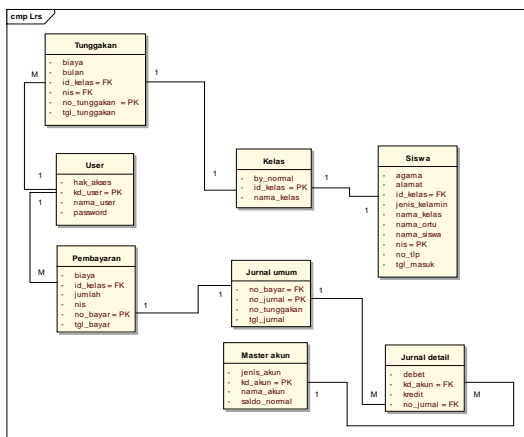 cmp Lrs
Tunggakan
- biaya
- bulan
- id_kelas = FK
- nis = FK
- no_tunggakan = PK
- tgl_tunggakan
M
1
1
1
User
- hak_akses
- kd_user = PK
- nama_user
- password
1
M
Kelas
- by_normal
- id_kelas = PK
- nama_kelas
1
1
Siswa
- agama
- alamat
- id_kelas = FK
- jenis_kelamin
- nama_kelas
- nama_ortu
- nama_siswa
- nis = PK
- no_tlp
- tgl_masuk
Pembayaran
- biaya
- id_kelas = FK
- jumlah
- nis
- no_bayar = PK
- tgl_bayar
1
1
Jurnal umum
- no_bayar = FK
- no_jurnal = PK
- no_tunggakan
- tgl_jurnal
1
M
Master akun
- jenis_akun
- kd_akun = PK
- nama_akun
- saldo_normal
1
M
Jurnal detail
- debet
- kd_akun = FK
- kredit
- no_jurnal = FK